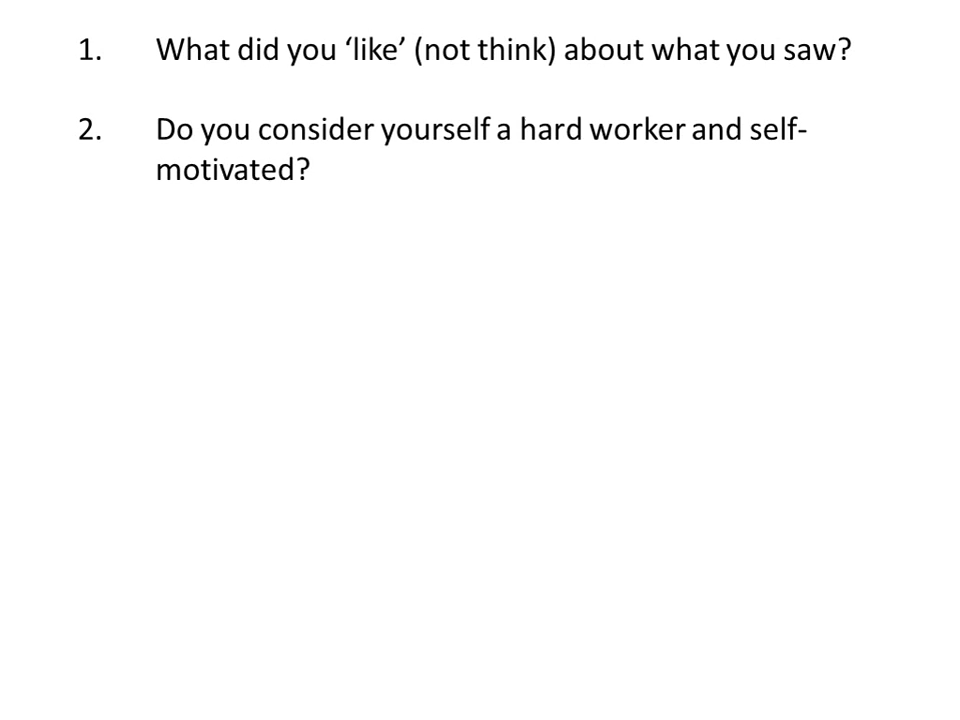 1. What did you ‘like’ (not think) about what you saw?
2. Do you consider yourself a hard worker and self-
motivated?